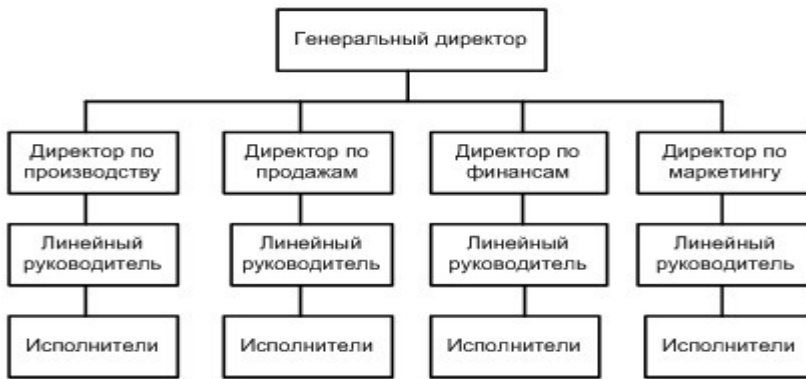 Генеральный директор
Директор по
производству
Директор по
продажам
Директор по
финансам
Директор по
маркетингу
Линейный
руководитель
Линейный
руководитель
Линейный
руководитель
Линейный
руководитель
Исполнители
Исполнители
Исполнители
Исполнители